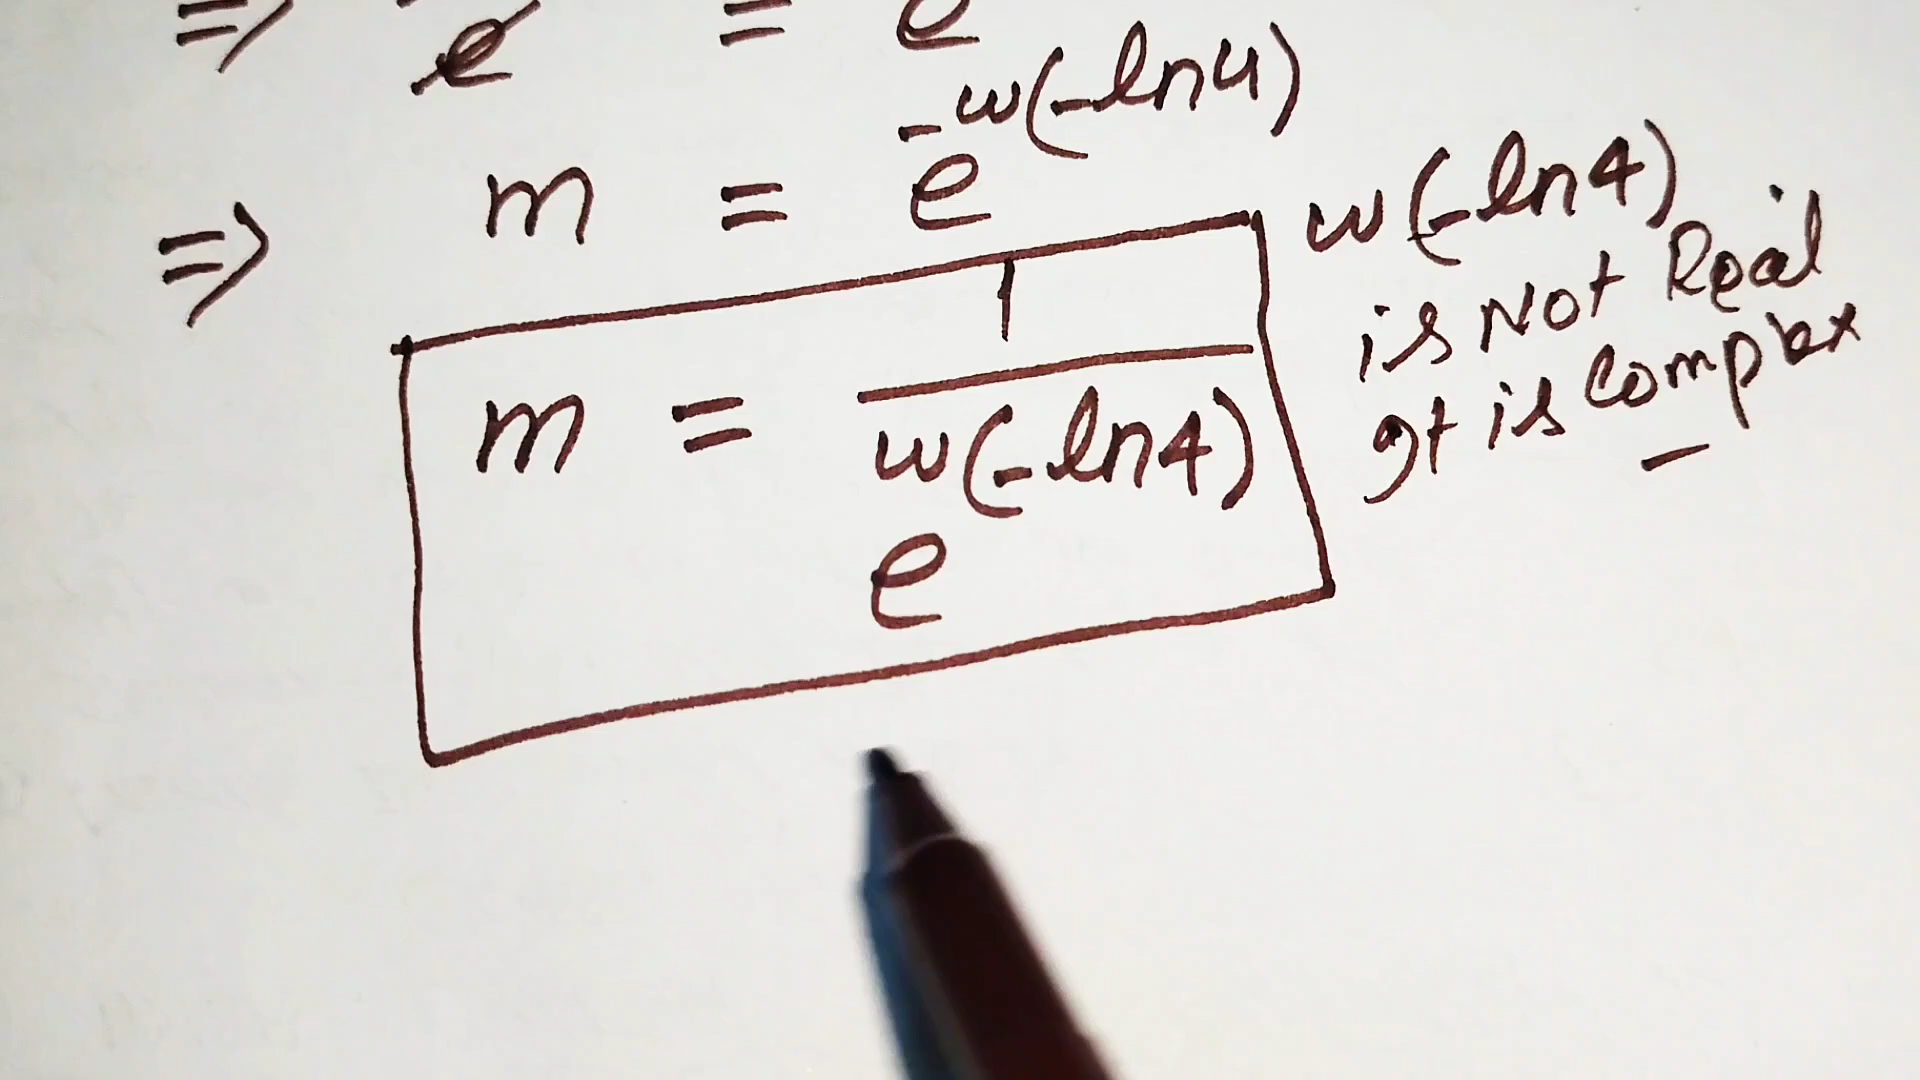 => e = e
=> m = e^-w(-ln4)
m = 1/e^w(-ln4)
w(-ln4)
is Not Real
It is Complex